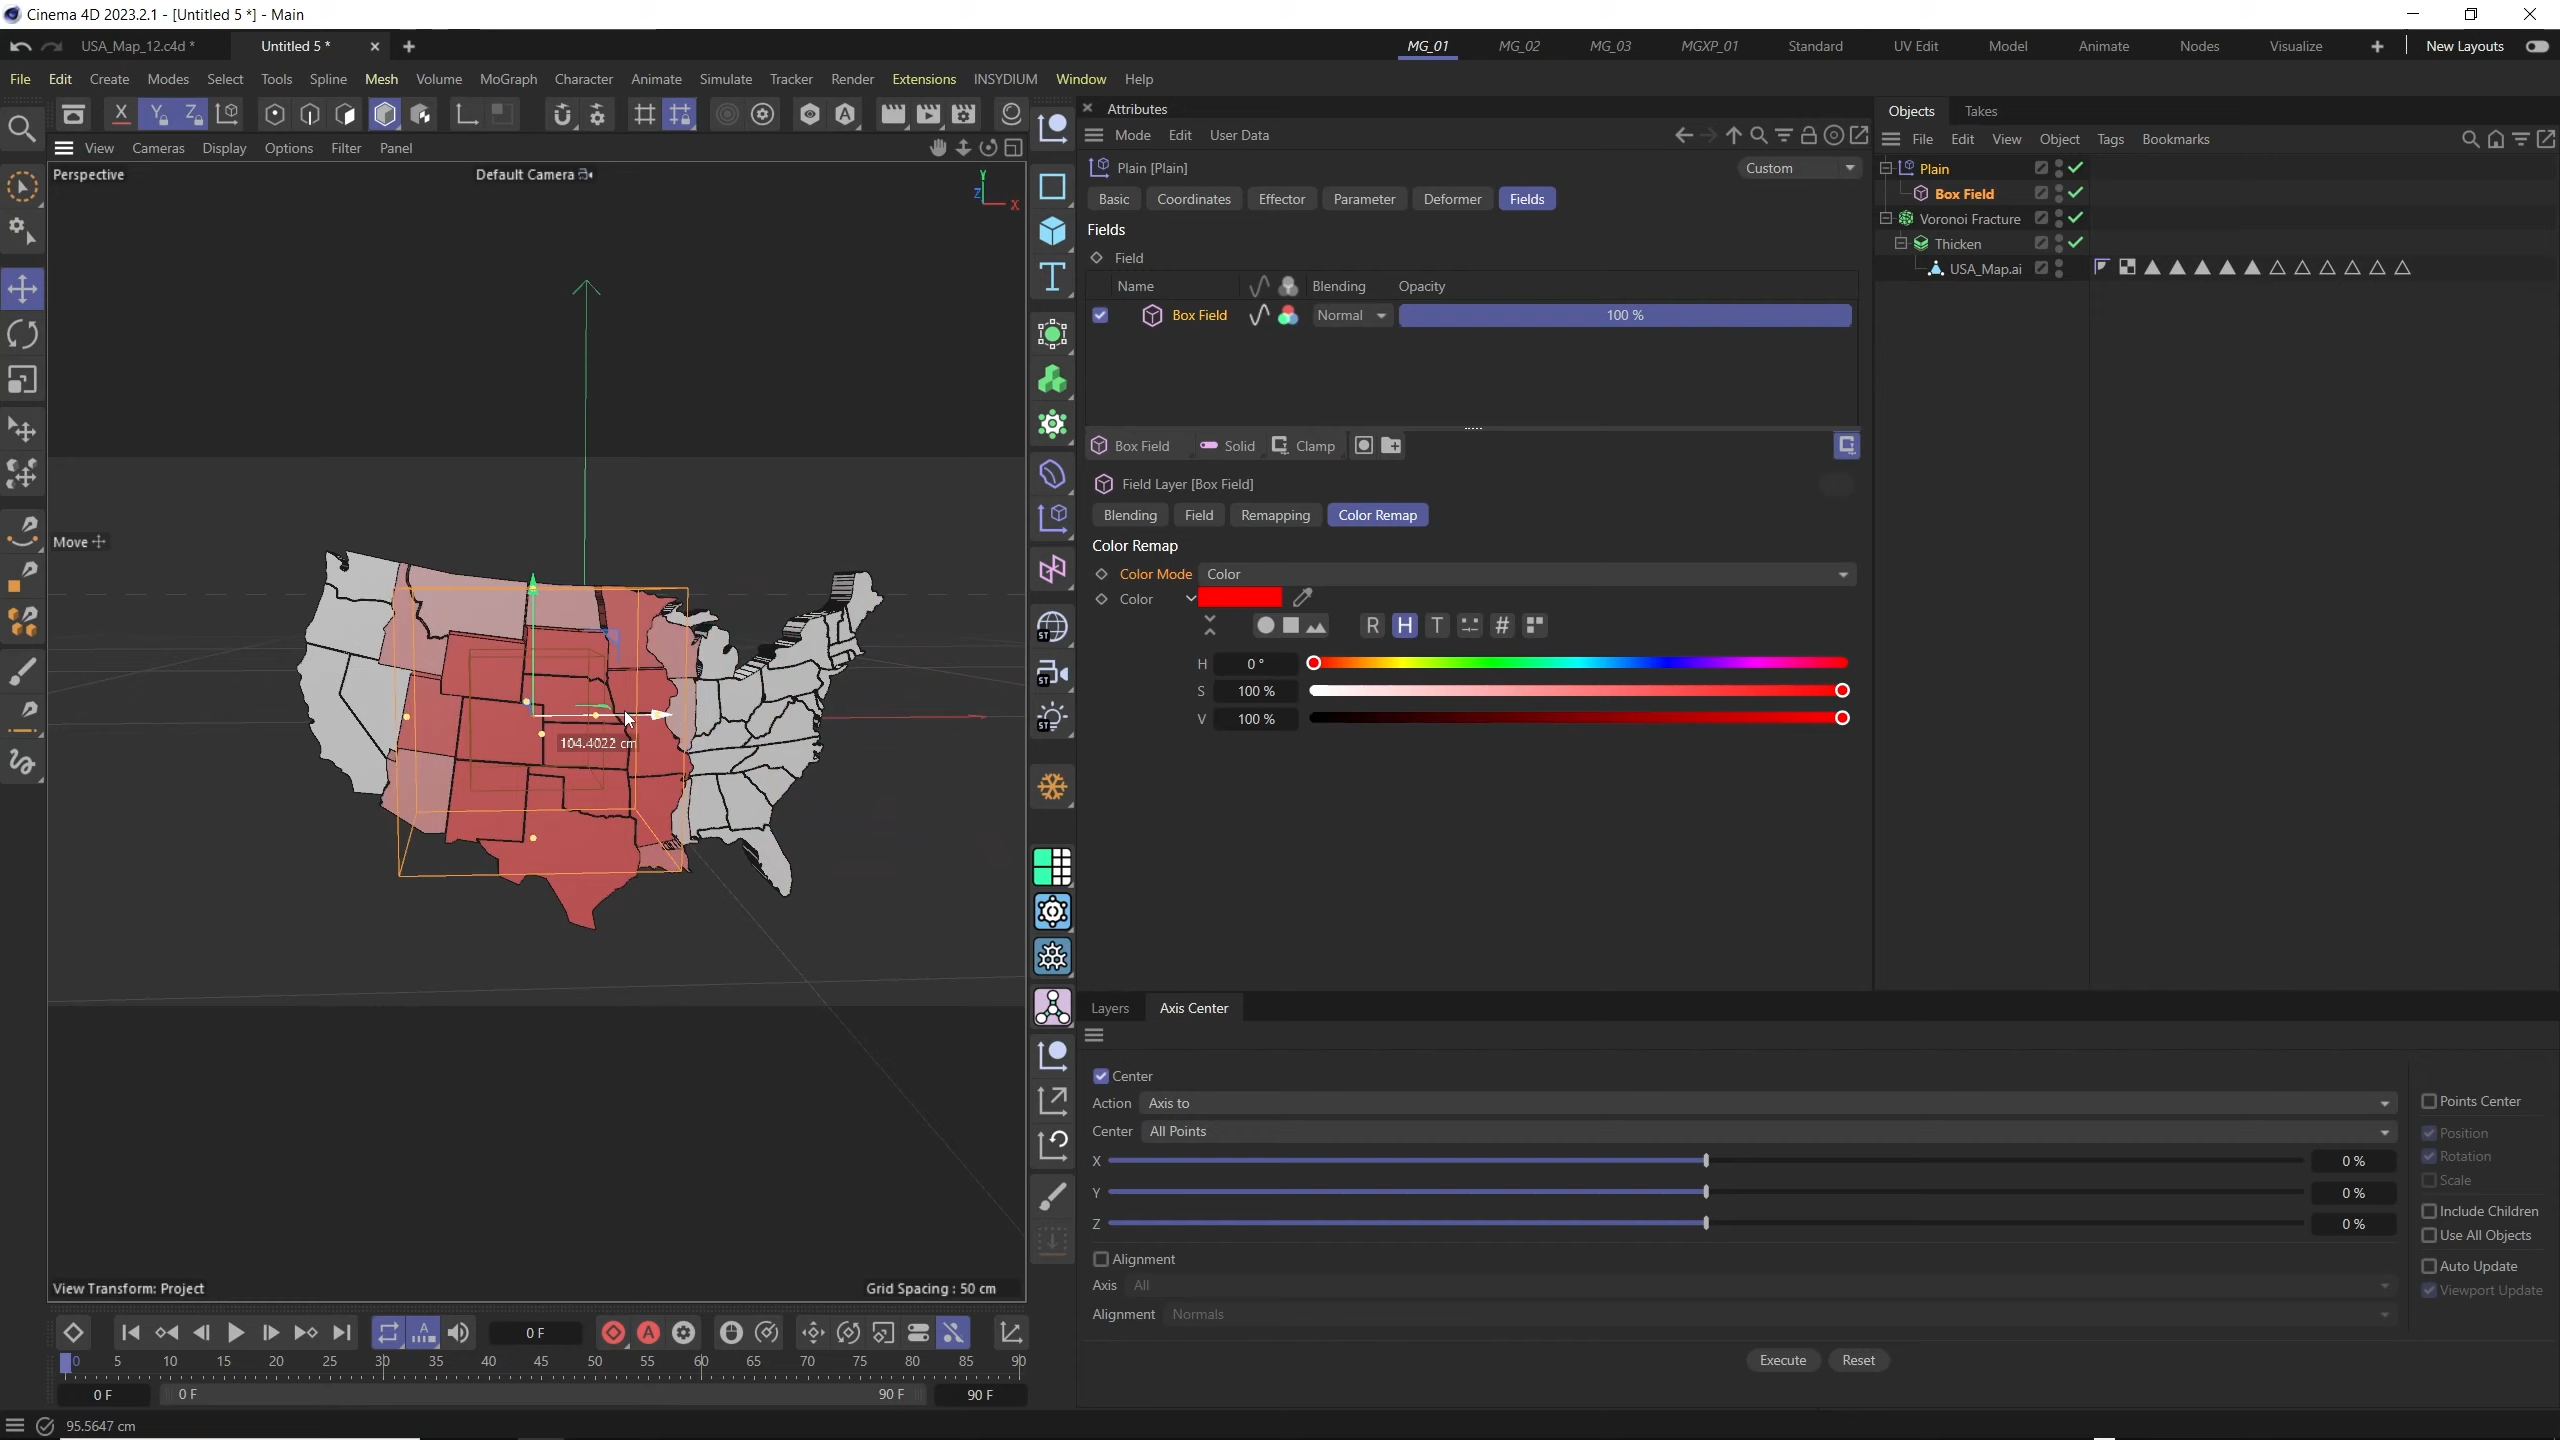 Cinema 4D 2023.2.1 - [Untitled 5 *] - Main
USA_Map_12.c4d *
Untitled 5 *
MG_01 MG_02 MG_03 MGXP_01 Standard UV Edit Model Animate Nodes Visualize New Layouts
File Edit Create Modes Select Tools Spline Mesh Volume MoGraph Character Animate Simulate Tracker Render Extensions INSYDIUM Window Help
View Cameras Display Options Filter Panel
Perspective
Default Camera
Y
Z
X
Move
104.4022 cm
View Transform: Project
Grid Spacing : 50 cm
0 F
0 5 10 15 20 25 30 35 40 45 50 55 60 65 70 75 80 85 90
0 F
0 F
90 F
90 F
95.5647 cm
Attributes
Mode Edit User Data
Plain [Plain]
Custom
Basic Coordinates Effector Parameter Deformer Fields
Fields
Field
Name Blending Opacity
Box Field Normal 100 %
Box Field Solid Clamp
Field Layer [Box Field]
Blending Field Remapping Color Remap
Color Remap
Color Mode Color
Color
R H T #
H 0 °
S 100 %
V 100 %
Objects Takes
File Edit View Object Tags Bookmarks
Plain
Box Field
Voronoi Fracture
Thicken
USA_Map.ai
Layers Axis Center
Center
Action Axis to
Center All Points
X 0 %
Y 0 %
Z 0 %
Alignment
Axis All
Alignment Normals
Points Center
Position
Rotation
Scale
Include Children
Use All Objects
Auto Update
Viewport Update
Execute Reset